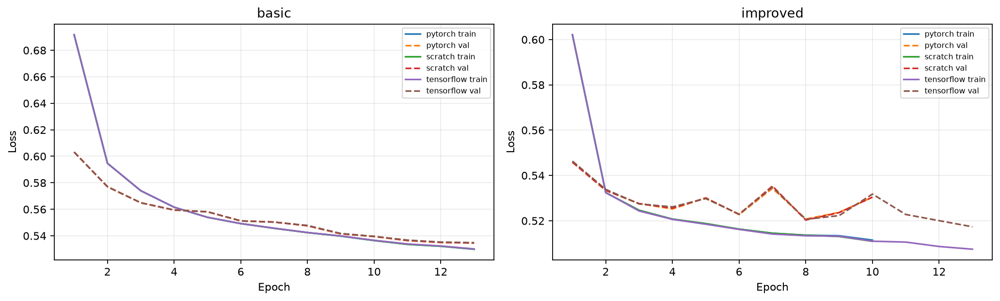 basic
Loss
0.68
0.66
0.64
0.62
0.60
0.58
0.56
0.54
2 4 6 8 10 12
Epoch
pytorch train
pytorch val
scratch train
scratch val
tensorflow train
tensorflow val
improved
Loss
0.60
0.58
0.56
0.54
0.52
2 4 6 8 10 12
Epoch
pytorch train
pytorch val
scratch train
scratch val
tensorflow train
tensorflow val